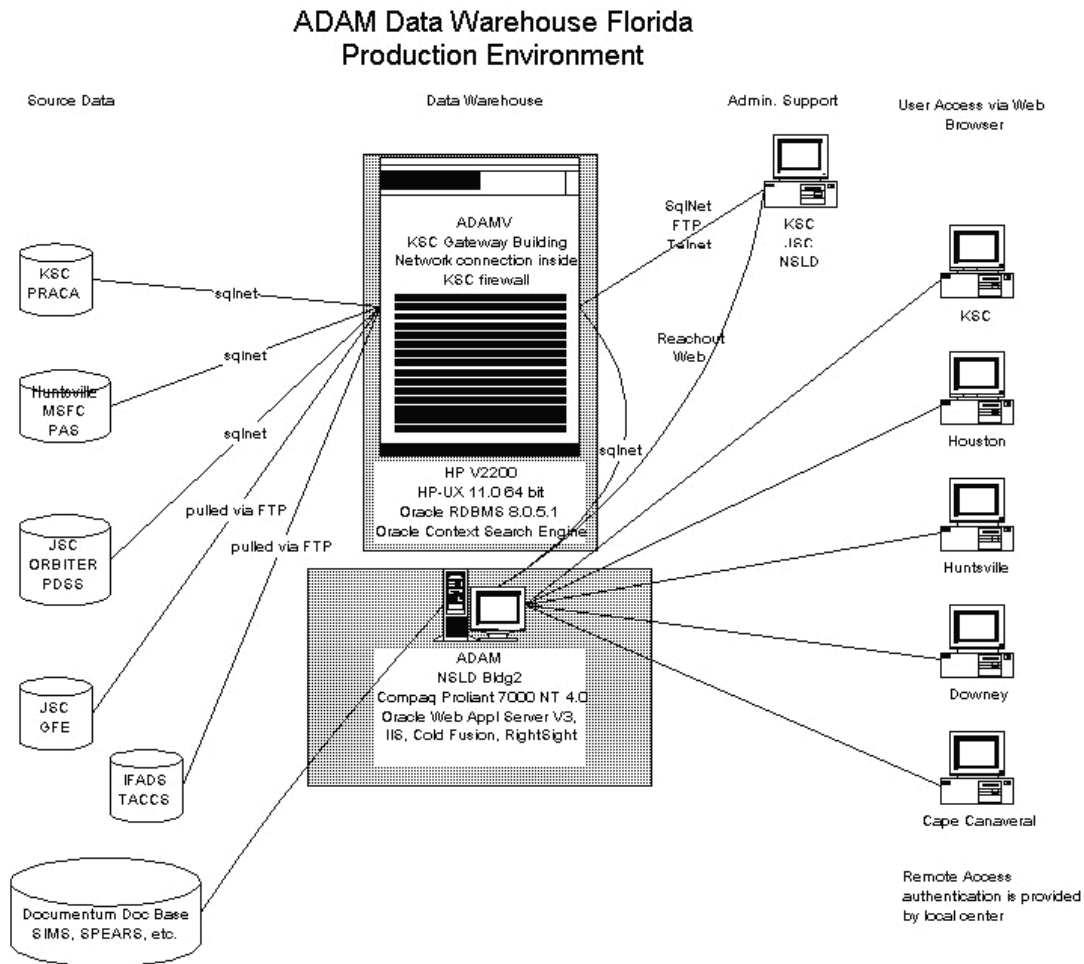 ADAM Data Warehouse Florida
Production Environment
Source Data
Data Warehouse
Admin. Support
User Access via Web
Browser
KSC
PRACA
sqlnet
Huntsville
MSFC
PAS
sqlnet
JSC
ORBITER
PDSS
sqlnet
JSC
GFE
pulled via FTP
IFADS
TACCS
pulled via FTP
Documentum Doc Base
SIMS, SPEARS, etc.
ADAMV
KSC Gateway Building
Network connection inside
KSC firewall
HP V2200
HP-UX 11.0 64 bit
Oracle RDBMS 8.0.5.1
Oracle Context Search Engine
sqlnet
ADAM
NSLD Bldg2
Compaq Proliant 7000 NT 4.0
Oracle Web Appl Server V3,
IIS, Cold Fusion, RightSight
SqlNet
FTP
Telnet
KSC
JSC
NSLD
Reachout
Web
KSC
Houston
Huntsville
Downey
Cape Canaveral
Remote Access
authentication is provided
by local center